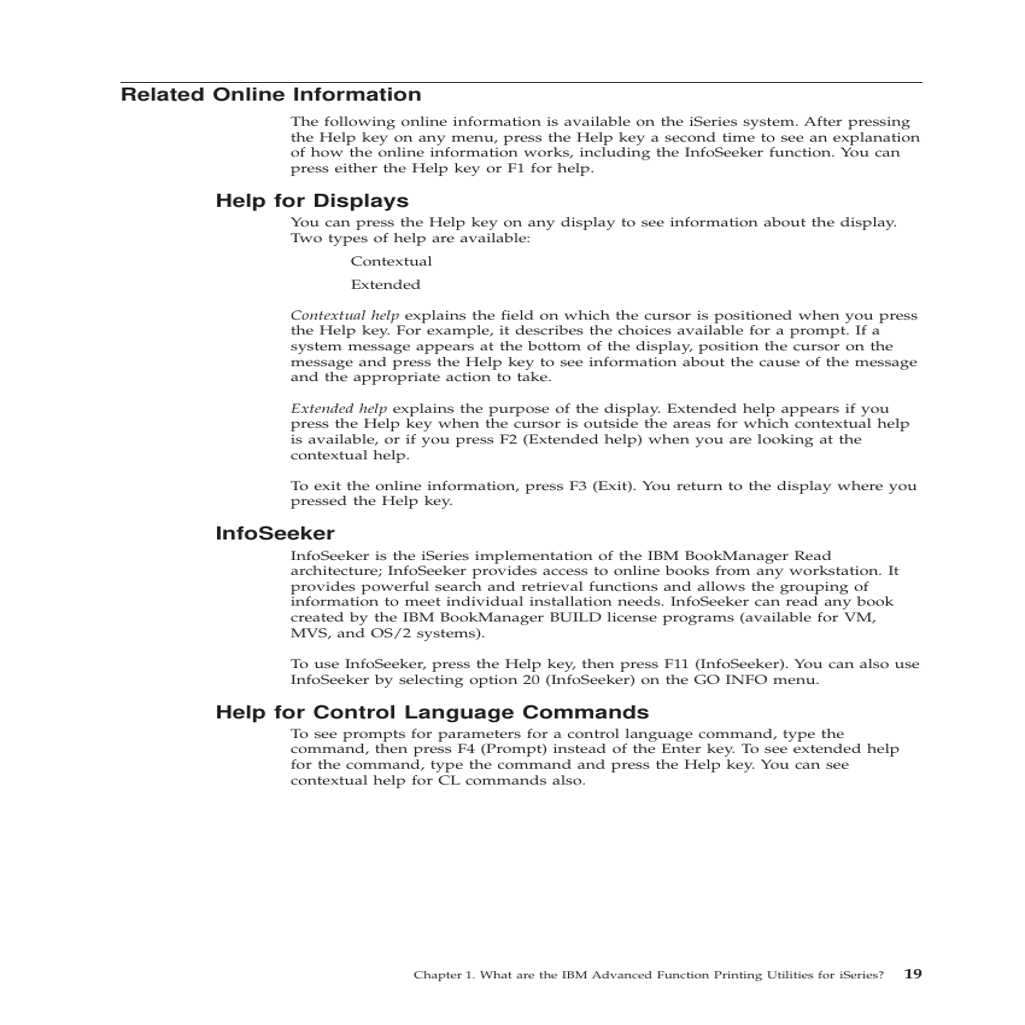 Related Online Information
The following online information is available on the iSeries system. After pressing
the Help key on any menu, press the Help key a second time to see an explanation
of how the online information works, including the InfoSeeker function. You can
press either the Help key or F1 for help.
Help for Displays
You can press the Help key on any display to see information about the display.
Two types of help are available:
Contextual
Extended
Contextual help explains the field on which the cursor is positioned when you press
the Help key. For example, it describes the choices available for a prompt. If a
system message appears at the bottom of the display, position the cursor on the
message and press the Help key to see information about the cause of the message
and the appropriate action to take.
Extended help explains the purpose of the display. Extended help appears if you
press the Help key when the cursor is outside the areas for which contextual help
is available, or if you press F2 (Extended help) when you are looking at the
contextual help.
To exit the online information, press F3 (Exit). You return to the display where you
pressed the Help key.
InfoSeeker
InfoSeeker is the iSeries implementation of the IBM BookManager Read
architecture; InfoSeeker provides access to online books from any workstation. It
provides powerful search and retrieval functions and allows the grouping of
information to meet individual installation needs. InfoSeeker can read any book
created by the IBM BookManager BUILD license programs (available for VM,
MVS, and OS/2 systems).
To use InfoSeeker, press the Help key, then press F11 (InfoSeeker). You can also use
InfoSeeker by selecting option 20 (InfoSeeker) on the GO INFO menu.
Help for Control Language Commands
To see prompts for parameters for a control language command, type the
command, then press F4 (Prompt) instead of the Enter key. To see extended help
for the command, type the command and press the Help key. You can see
contextual help for CL commands also.
Chapter 1. What are the IBM Advanced Function Printing Utilities for iSeries? 19